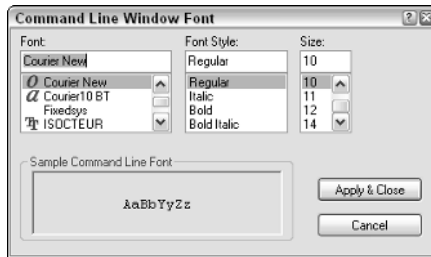 Command Line Window Font
Font:
Font Style:
Size:
Courier New
Regular
10
Courier New
Courier10 BT
Fixedsys
ISOCTEUR
Regular
Italic
Bold
Bold Italic
10
11
12
14
Sample Command Line Font
AaBbYyZz
Apply & Close
Cancel